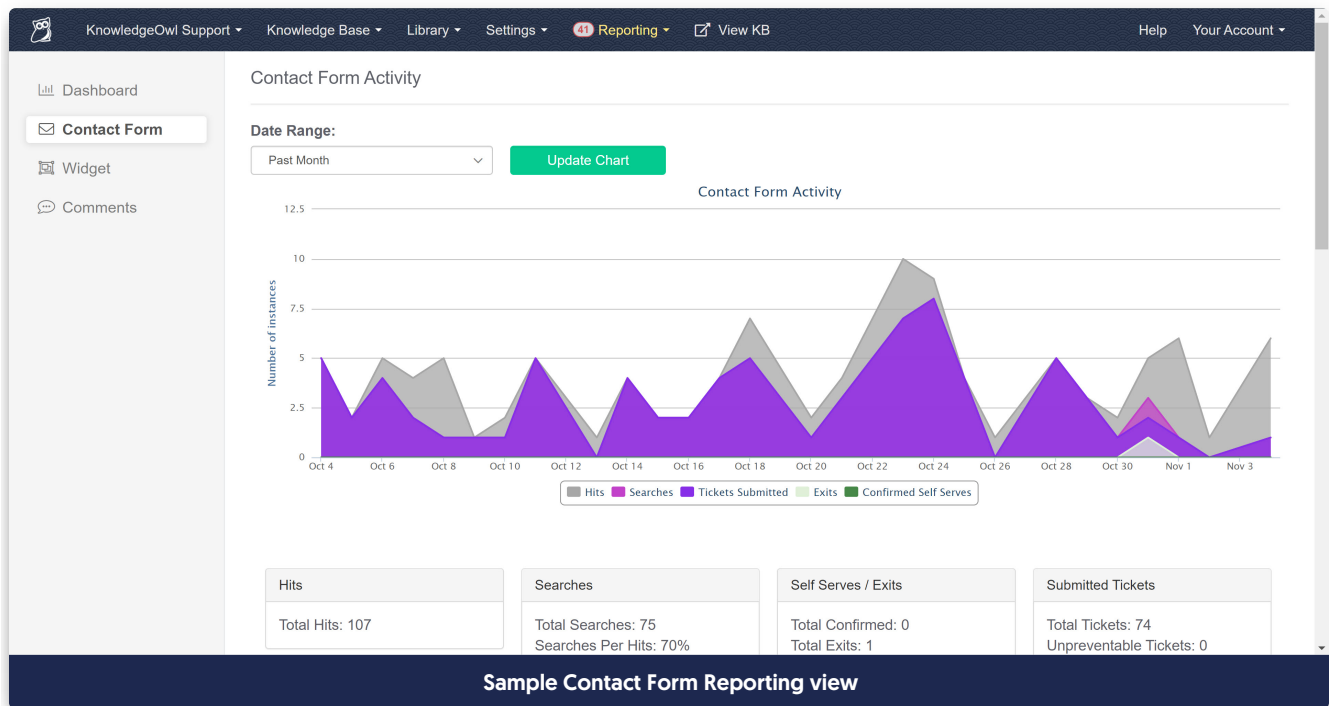 KnowledgeOwl Support Knowledge Base Library Settings 41 Reporting View KB Help Your Account
Dashboard
Contact Form
Widget
Comments
Contact Form Activity
Date Range:
Past Month Update Chart
Contact Form Activity
Number of instances
12.5
10
7.5
5
2.5
0
Oct 4 Oct 6 Oct 8 Oct 10 Oct 12 Oct 14 Oct 16 Oct 18 Oct 20 Oct 22 Oct 24 Oct 26 Oct 28 Oct 30 Nov 1 Nov 3
Hits Searches Tickets Submitted Exits Confirmed Self Serves
Hits
Total Hits: 107
Searches
Total Searches: 75
Searches Per Hits: 70%
Self Serves / Exits
Total Confirmed: 0
Total Exits: 1
Submitted Tickets
Total Tickets: 74
Unpreventable Tickets: 0
Sample Contact Form Reporting view